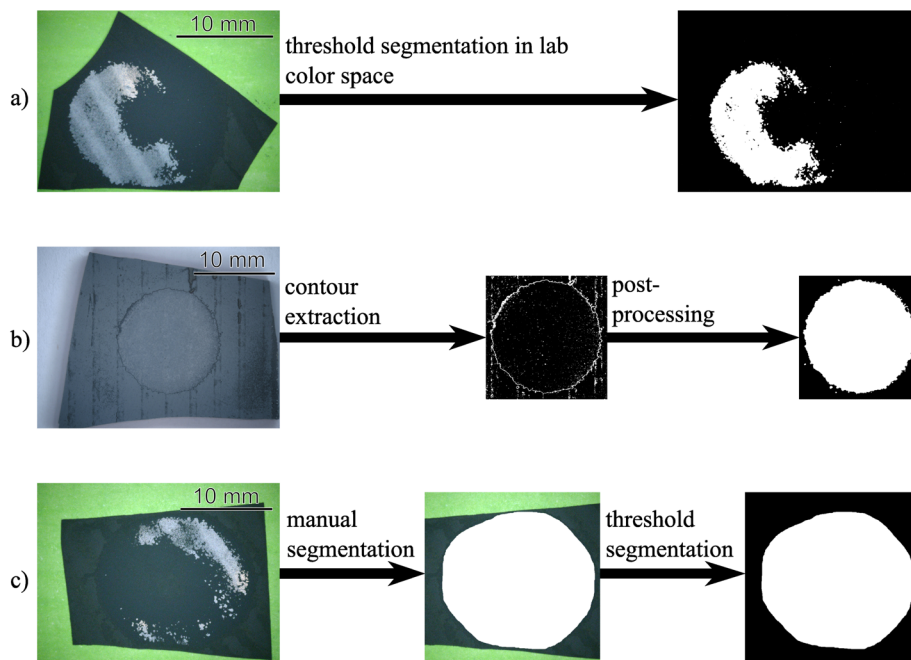 10 mm
threshold segmentation in lab
color space
a)
10 mm
contour
extraction
post-
processing
b)
10 mm
manual
segmentation
threshold
segmentation
c)